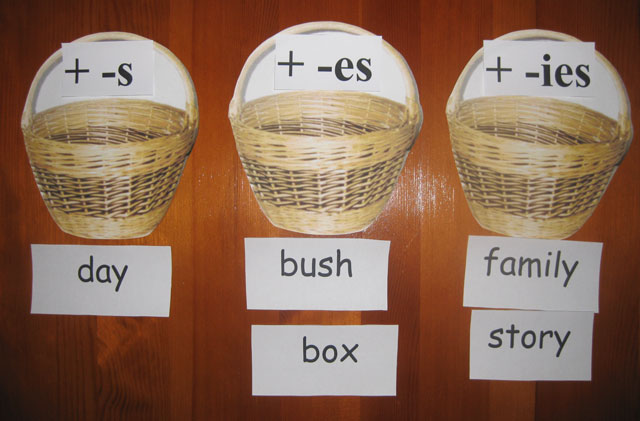 + -s
+ -es
+ -ies
day
bush
family
box
story